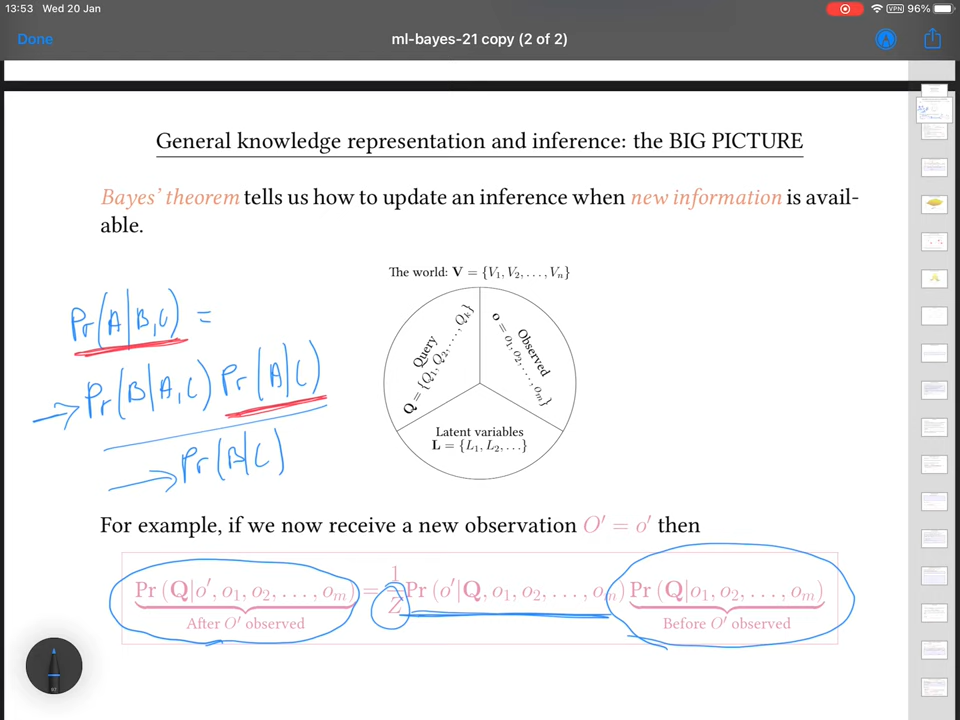 13:53 Wed 20 Jan
VPN 96%
Done
ml-bayes-21 copy (2 of 2)
General knowledge representation and inference: the BIG PICTURE
Bayes' theorem tells us how to update an inference when new information is avail-
able.
The world: V = {V₁, V₂, . . . , Vₙ}
Query
Q = {Q₁, Q₂, . . . , Qₖ}
Observed
o = o₁, o₂, . . . , oₘ}
Latent variables
L = {L₁, L₂, . . .}
Pr(A|B,C) =
→ Pr(B|A,C) Pr(A|C)
→ Pr(B|C)
For example, if we now receive a new observation O′ = o′ then
Pr (Q|o′, o₁, o₂, . . . , oₘ) = 1/Z Pr (o′|Q, o₁, o₂, . . . , oₘ) Pr (Q|o₁, o₂, . . . , oₘ)
After O′ observed
Before O′ observed